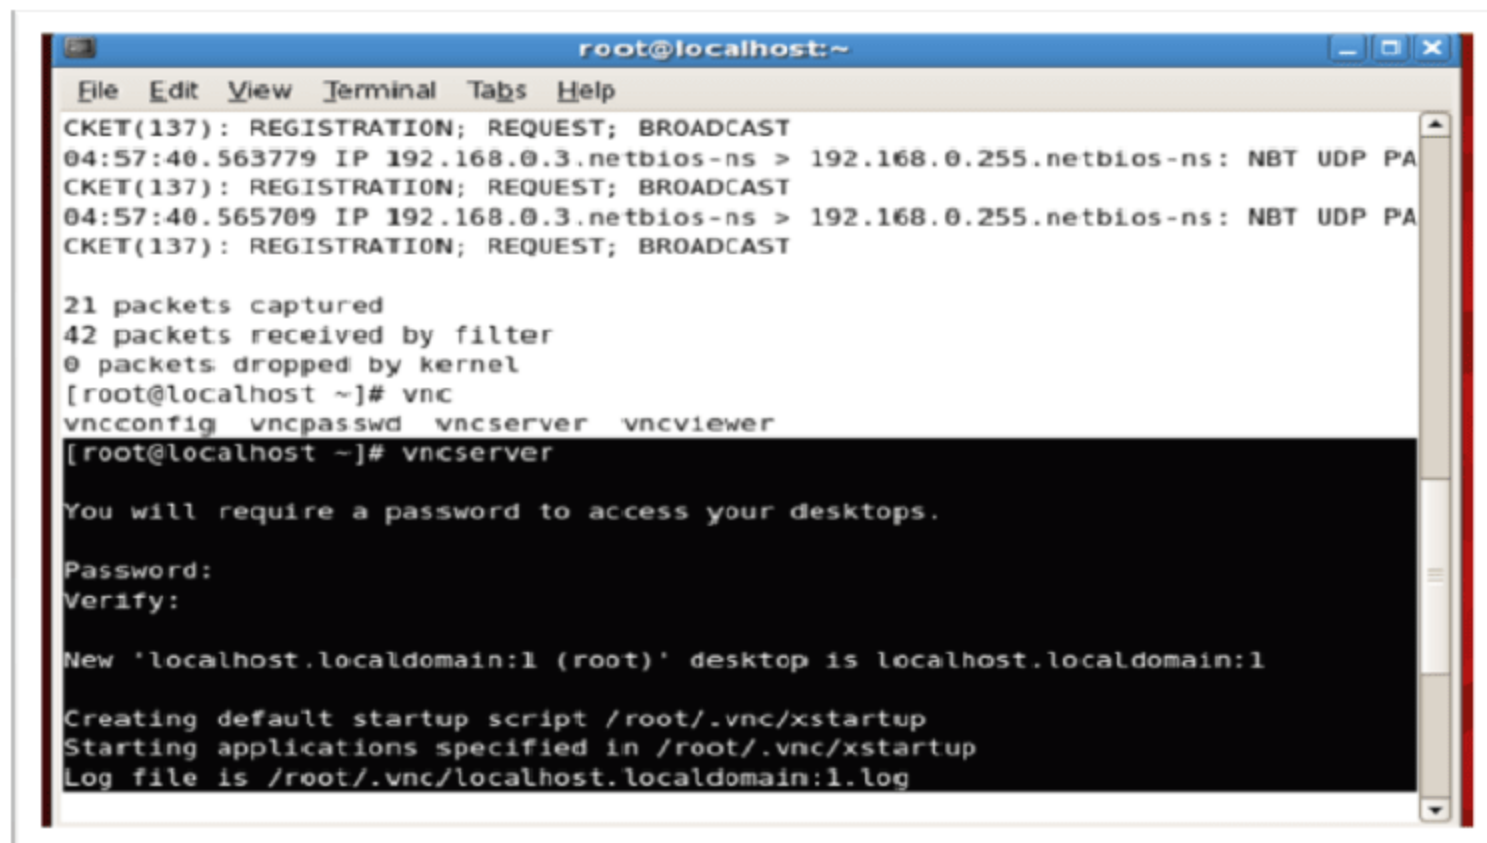 root@localhost:~
File Edit View Terminal Tabs Help
CKET(137): REGISTRATION; REQUEST; BROADCAST
04:57:40.563779 IP 192.168.0.3.netbios-ns > 192.168.0.255.netbios-ns: NBT UDP PA
CKET(137): REGISTRATION; REQUEST; BROADCAST
04:57:40.565709 IP 192.168.0.3.netbios-ns > 192.168.0.255.netbios-ns: NBT UDP PA
CKET(137): REGISTRATION; REQUEST; BROADCAST
21 packets captured
42 packets received by filter
0 packets dropped by kernel
[root@localhost ~]# vnc
vncconfig vncpasswd vncserver vncviewer
[root@localhost ~]# vncserver
You will require a password to access your desktops.
Password:
Verify:
New 'localhost.localdomain:1 (root)' desktop is localhost.localdomain:1
Creating default startup script /root/.vnc/xstartup
Starting applications specified in /root/.vnc/xstartup
Log file is /root/.vnc/localhost.localdomain:1.log